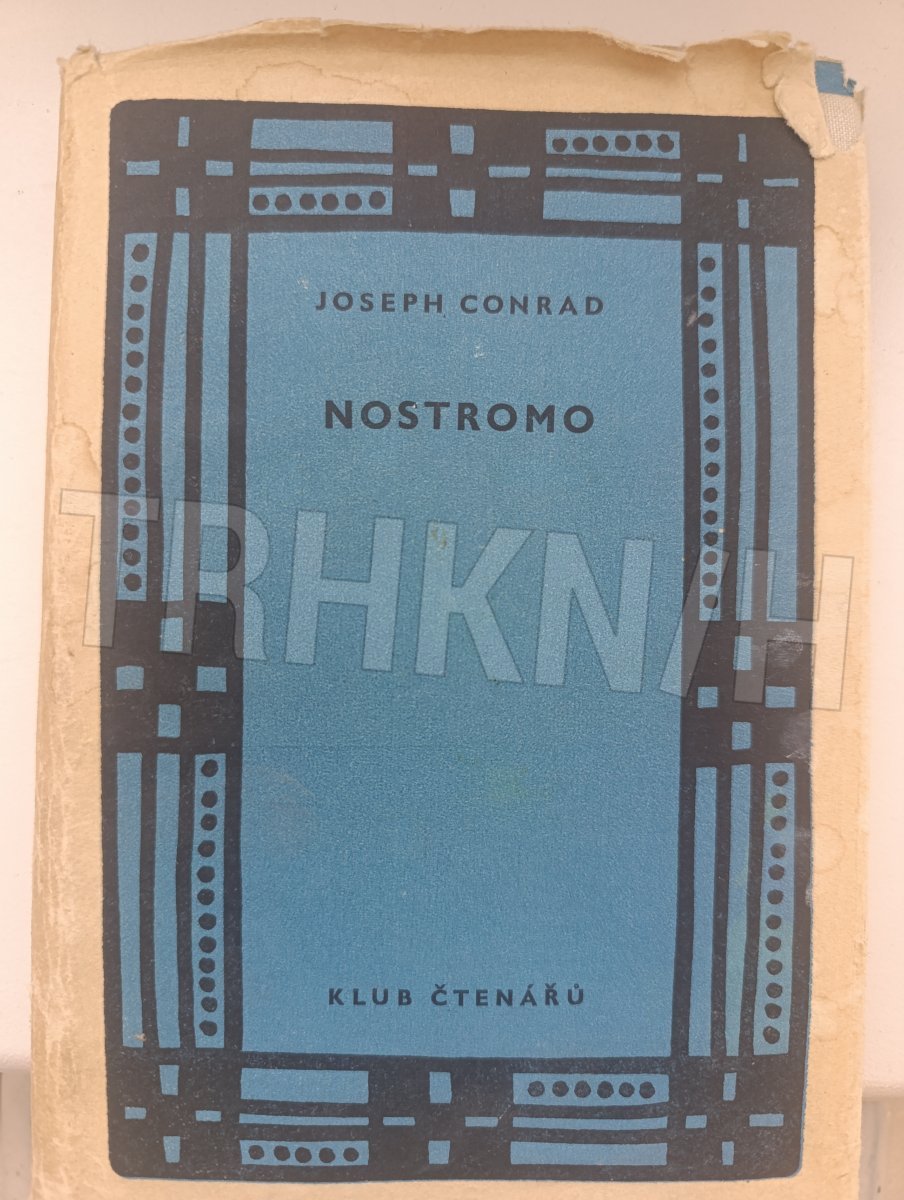 JOSEPH CONRAD
NOSTROMO
TRHKNIH
KLUB ČTENÁŘŮ